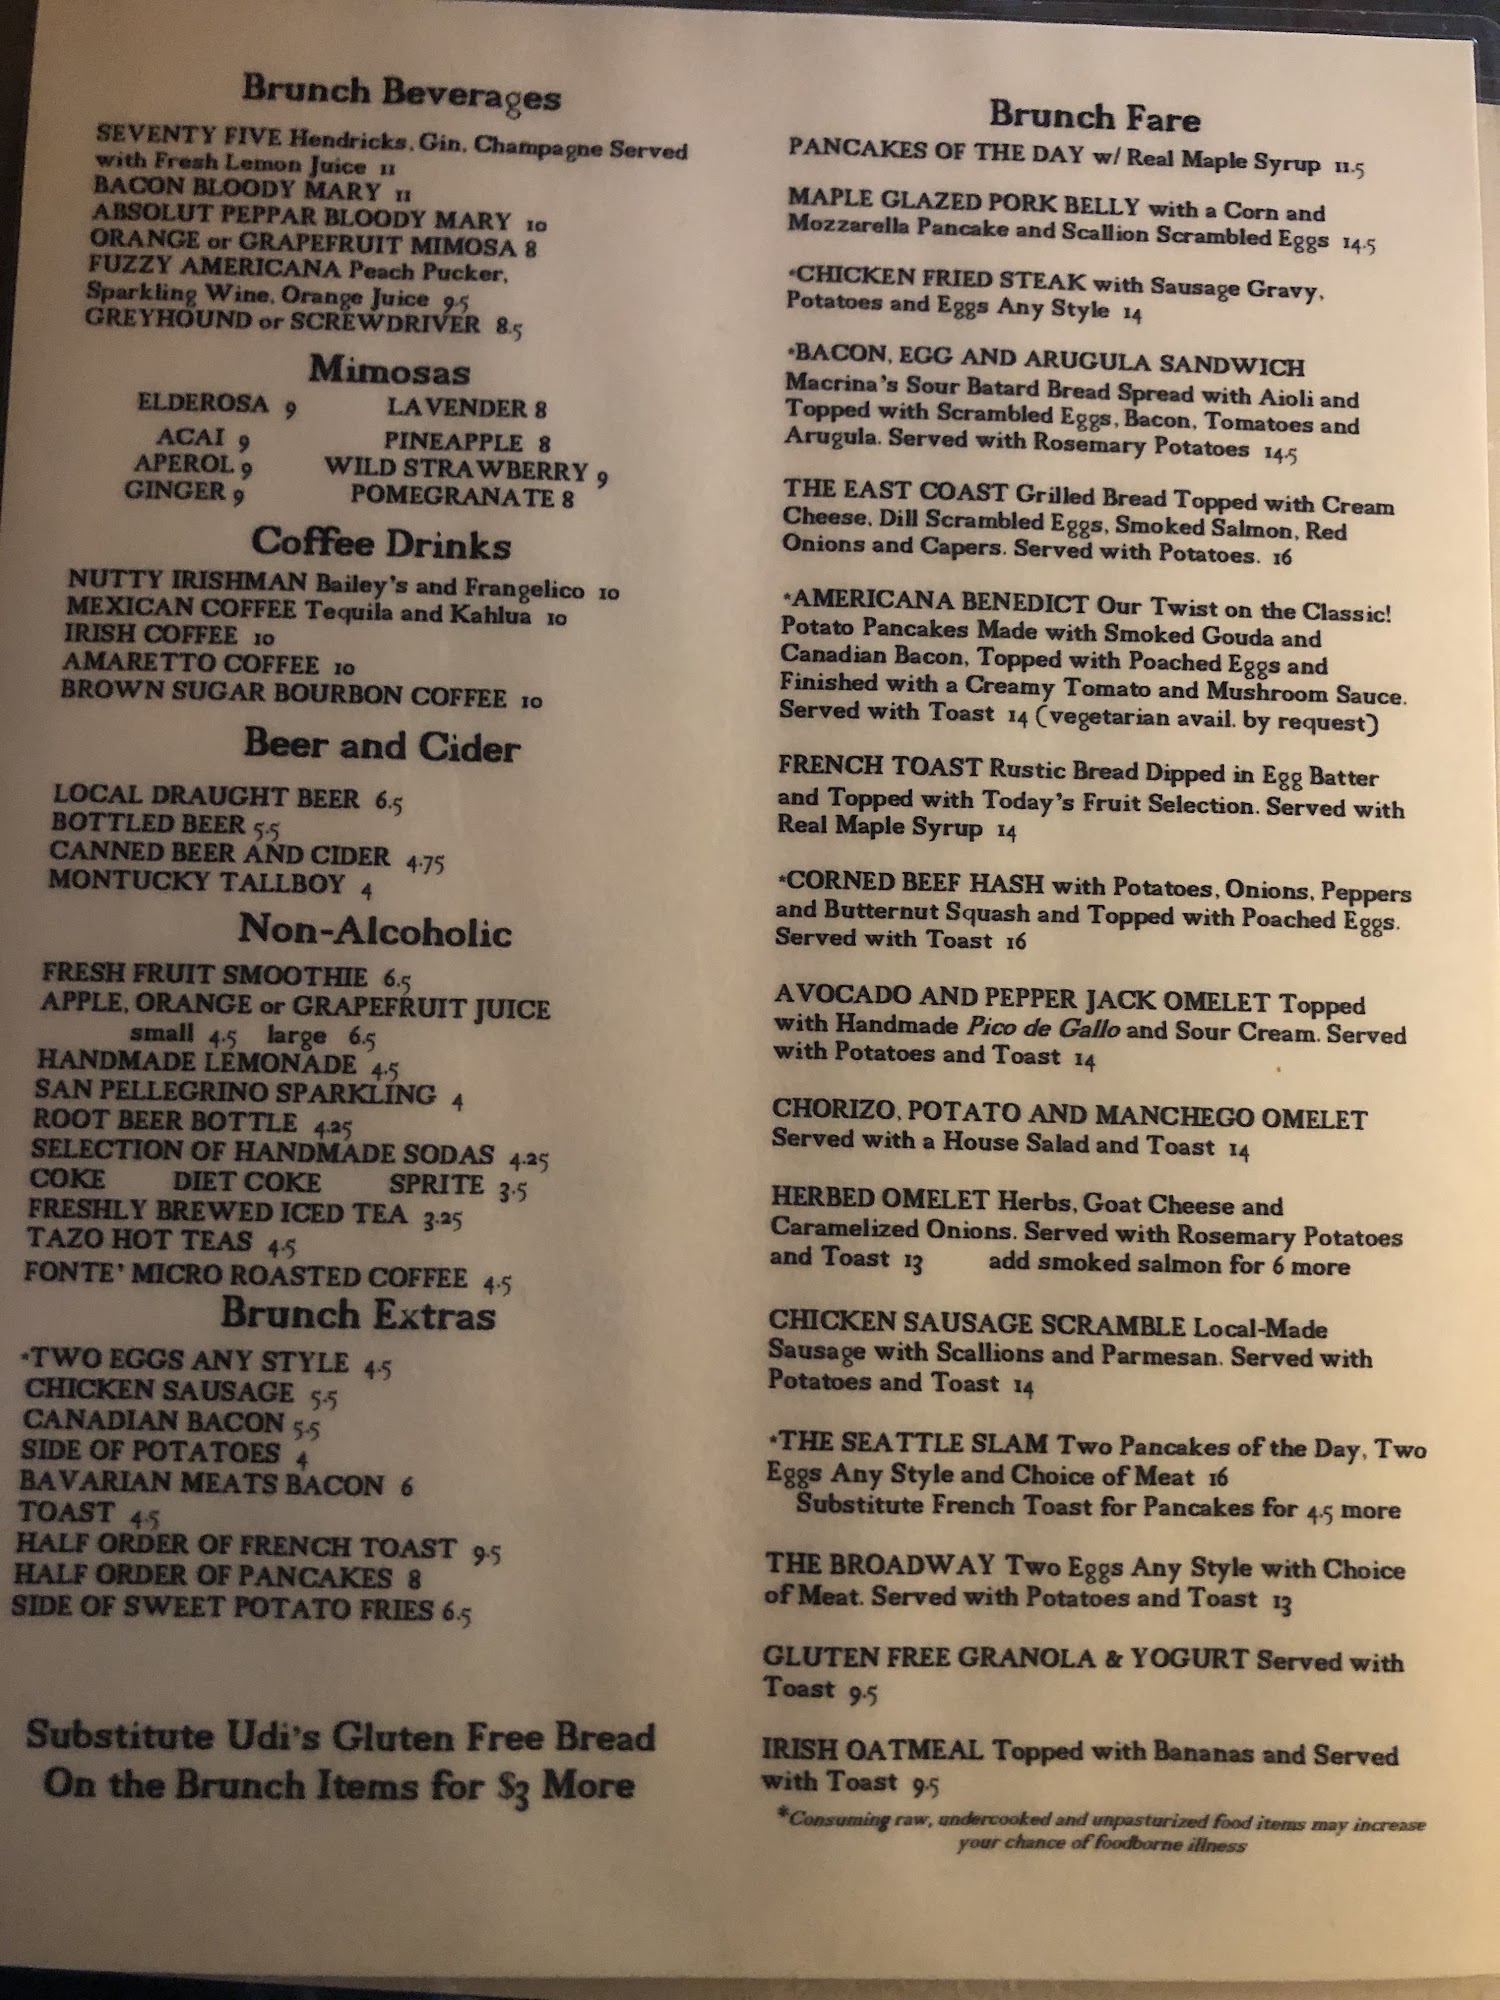 Brunch Beverages
SEVENTY FIVE Hendricks, Gin, Champagne Served
with Fresh Lemon Juice 11
BACON BLOODY MARY 11
ABSOLUT PEPPAR BLOODY MARY 10
ORANGE or GRAPEFRUIT MIMOSA 8
FUZZY AMERICANA Peach Pucker,
Sparkling Wine, Orange Juice 9.5
GREYHOUND or SCREWDRIVER 8.5
Mimosas
ELDEROSA 9 LAVENDER 8
ACAI 9 PINEAPPLE 8
APEROL 9 WILD STRAWBERRY 9
GINGER 9 POMEGRANATE 8
Coffee Drinks
NUTTY IRISHMAN Bailey's and Frangelico 10
MEXICAN COFFEE Tequila and Kahlua 10
IRISH COFFEE 10
AMARETTO COFFEE 10
BROWN SUGAR BOURBON COFFEE 10
Beer and Cider
LOCAL DRAUGHT BEER 6.5
BOTTLED BEER 5.5
CANNED BEER AND CIDER 4.75
MONTUCKY TALLBOY 4
Non-Alcoholic
FRESH FRUIT SMOOTHIE 6.5
APPLE, ORANGE or GRAPEFRUIT JUICE
small 4.5 large 6.5
HANDMADE LEMONADE 4.5
SAN PELLEGRINO SPARKLING 4
ROOT BEER BOTTLE 4.25
SELECTION OF HANDMADE SODAS 4.25
COKE DIET COKE SPRITE 3.5
FRESHLY BREWED ICED TEA 3.25
TAZO HOT TEAS 4.5
FONTE' MICRO ROASTED COFFEE 4.5
Brunch Extras
*TWO EGGS ANY STYLE 4.5
CHICKEN SAUSAGE 5.5
CANADIAN BACON 5.5
SIDE OF POTATOES 4
BAVARIAN MEATS BACON 6
TOAST 4.5
HALF ORDER OF FRENCH TOAST 9.5
HALF ORDER OF PANCAKES 8
SIDE OF SWEET POTATO FRIES 6.5
Substitute Udi's Gluten Free Bread
On the Brunch Items for $3 More
Brunch Fare
PANCAKES OF THE DAY w/ Real Maple Syrup 11.5
MAPLE GLAZED PORK BELLY with a Corn and
Mozzarella Pancake and Scallion Scrambled Eggs 14.5
*CHICKEN FRIED STEAK with Sausage Gravy,
Potatoes and Eggs Any Style 14
*BACON, EGG AND ARUGULA SANDWICH
Macrina's Sour Batard Bread Spread with Aioli and
Topped with Scrambled Eggs, Bacon, Tomatoes and
Arugula. Served with Rosemary Potatoes 14.5
THE EAST COAST Grilled Bread Topped with Cream
Cheese, Dill Scrambled Eggs, Smoked Salmon, Red
Onions and Capers. Served with Potatoes. 16
*AMERICANA BENEDICT Our Twist on the Classic!
Potato Pancakes Made with Smoked Gouda and
Canadian Bacon, Topped with Poached Eggs and
Finished with a Creamy Tomato and Mushroom Sauce.
Served with Toast 14 (vegetarian avail. by request)
FRENCH TOAST Rustic Bread Dipped in Egg Batter
and Topped with Today's Fruit Selection. Served with
Real Maple Syrup 14
*CORNED BEEF HASH with Potatoes, Onions, Peppers
and Butternut Squash and Topped with Poached Eggs.
Served with Toast 16
AVOCADO AND PEPPER JACK OMELET Topped
with Handmade Pico de Gallo and Sour Cream. Served
with Potatoes and Toast 14
CHORIZO, POTATO AND MANCHEGO OMELET
Served with a House Salad and Toast 14
HERBED OMELET Herbs, Goat Cheese and
Caramelized Onions. Served with Rosemary Potatoes
and Toast 13 add smoked salmon for 6 more
CHICKEN SAUSAGE SCRAMBLE Local-Made
Sausage with Scallions and Parmesan. Served with
Potatoes and Toast 14
*THE SEATTLE SLAM Two Pancakes of the Day, Two
Eggs Any Style and Choice of Meat 16
Substitute French Toast for Pancakes for 4.5 more
THE BROADWAY Two Eggs Any Style with Choice
of Meat. Served with Potatoes and Toast 13
GLUTEN FREE GRANOLA & YOGURT Served with
Toast 9.5
IRISH OATMEAL Topped with Bananas and Served
with Toast 9.5
*Consuming raw, undercooked and unpasturized food items may increase
your chance of foodborne illness